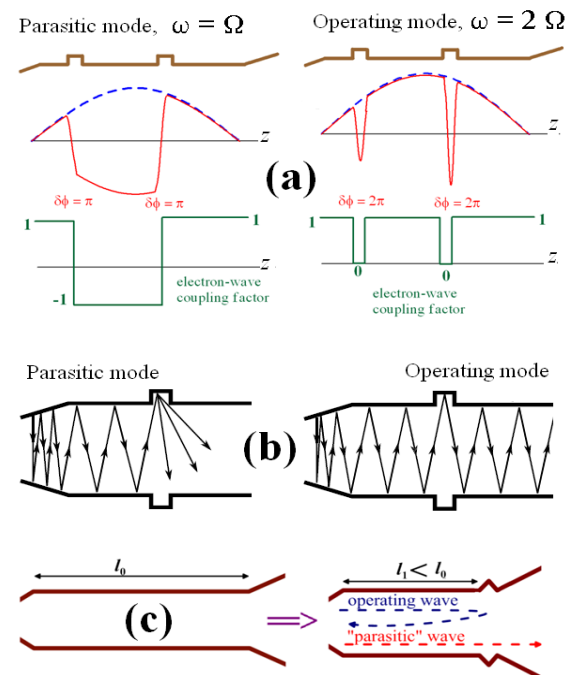 Parasitic mode, ω = Ω
Operating mode, ω = 2 Ω
z
z
(a)
δϕ = π
δϕ = π
δϕ = 2π
δϕ = 2π
1
1
1
1
z
z
0
0
-1
electron-wave
coupling factor
electron-wave
coupling factor
Parasitic mode
Operating mode
(b)
l₀
l₁< l₀
operating wave
(c)
"parasitic" wave